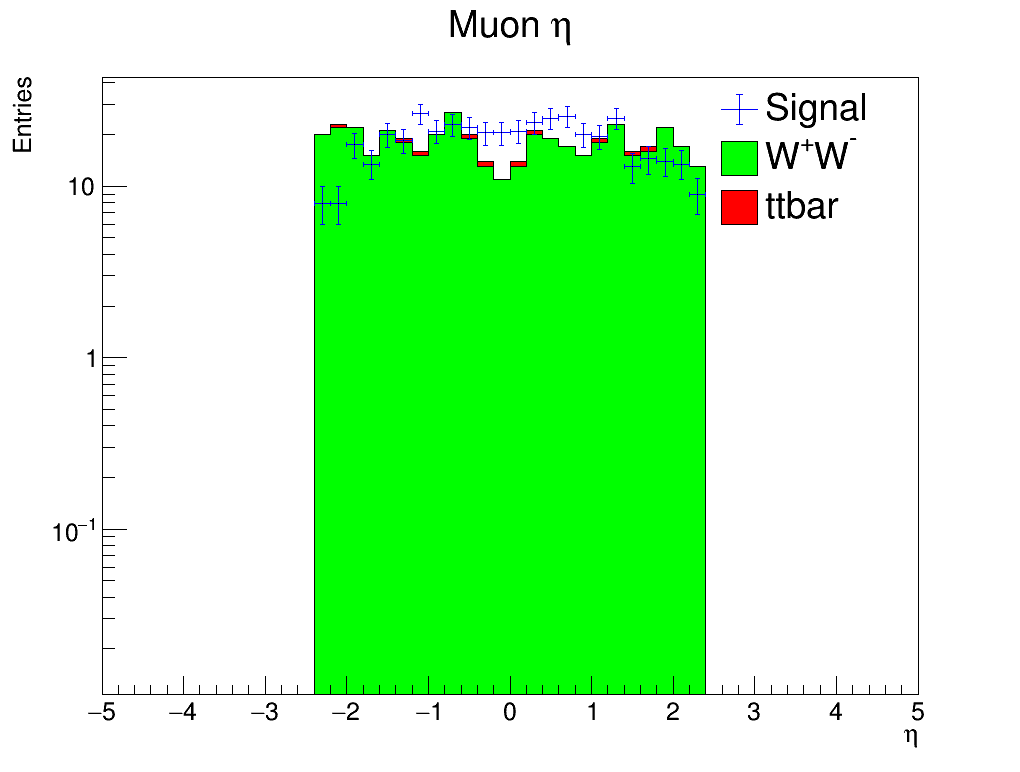 Muon η
Entries
Signal
W⁺W⁻
ttbar
10
1
10⁻¹
−5 −4 −3 −2 −1 0 1 2 3 4 5
η